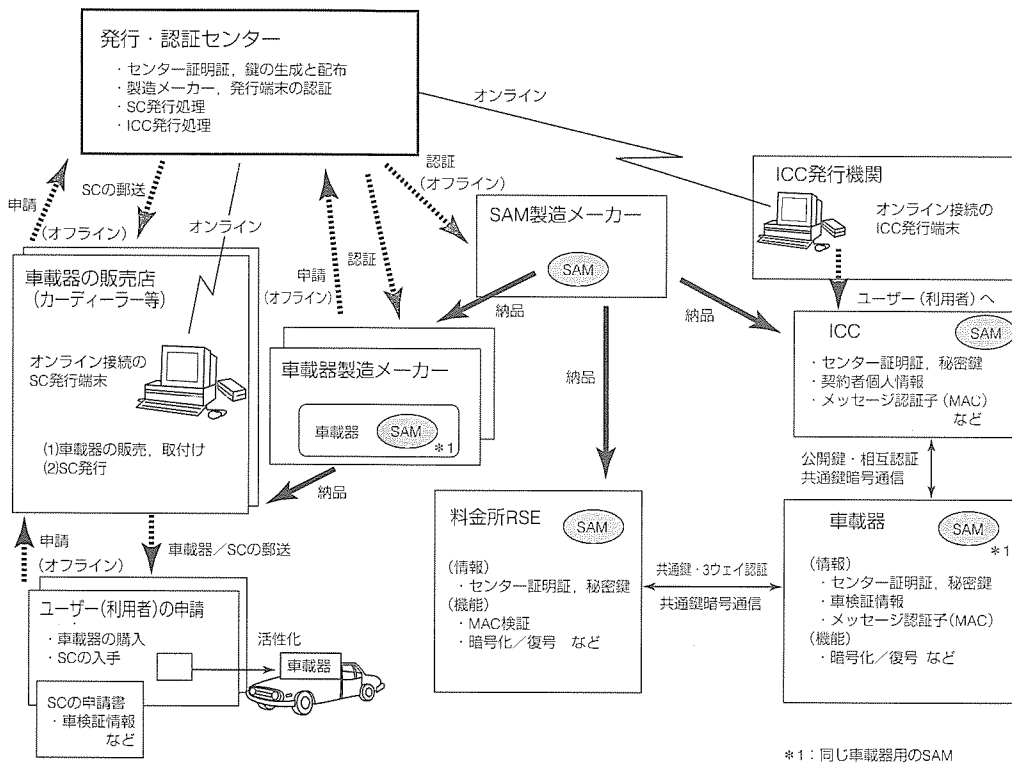 発行・認証センター
・センター証明証，鍵の生成と配布
・製造メーカー，発行端末の認証
・SC発行処理
・ICC発行処理
オンライン
申請
(オフライン)
SCの郵送
オンライン
申請
(オフライン)
認証
認証
(オフライン)
SAM製造メーカー
SAM
ICC発行機関
オンライン接続の
ICC発行端末
ユーザー(利用者)へ
車載器の販売店
(カーディーラー等)
オンライン接続の
SC発行端末
(1)車載器の販売，取付け
(2)SC発行
納品
納品
納品
車載器製造メーカー
車載器
SAM
＊1
納品
ICC
SAM
・センター証明証，秘密鍵
・契約者個人情報
・メッセージ認証子(MAC)
など
公開鍵・相互認証
共通鍵暗号通信
料金所RSE
SAM
(情報)
・センター証明証，秘密鍵
(機能)
・MAC検証
・暗号化／復号 など
共通鍵・3ウェイ認証
共通鍵暗号通信
車載器
SAM
＊1
(情報)
・センター証明証，秘密鍵
・車検証情報
・メッセージ認証子(MAC)
(機能)
・暗号化／復号 など
申請
(オフライン)
車載器／SCの郵送
ユーザー(利用者)の申請
・車載器の購入
・SCの入手
活性化
車載器
SCの申請書
・車検証情報
など
＊1：同じ車載器用のSAM